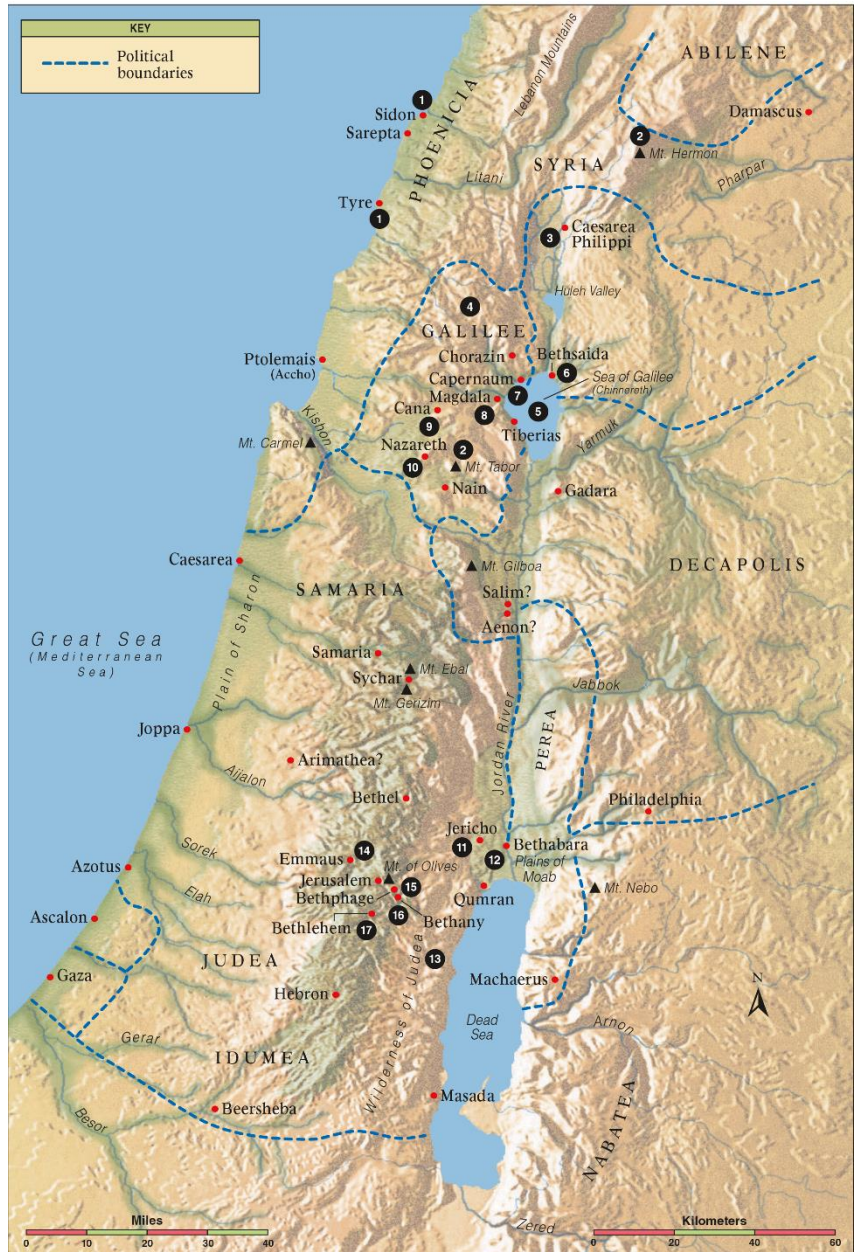 KEY
Political
boundaries
ABILENE
Lebanon Mountains
Damascus
1
Sidon
Sarepta
PHOENICIA
2
Mt. Hermon
SYRIA
Litani
Pharpar
Tyre
1
Caesarea
Philippi
3
Huleh Valley
4
GALILEE
Chorazin
Bethsaida
6
Ptolemais
(Accho)
Capernaum
7
Sea of Galilee
(Chinnereth)
Magdala
8
5
Cana
9
Tiberias
Kishon
Mt. Carmel
Nazareth
2
10
Mt. Tabor
Yarmuk
Nain
Gadara
Caesarea
Mt. Gilboa
DECAPOLIS
SAMARIA
Salim?
Aenon?
Great Sea
(Mediterranean
Sea)
Plain of Sharon
Samaria
Mt. Ebal
Sychar
Mt. Gerizim
Jabbok
Jordan River
PEREA
Joppa
Arimathea?
Aijalon
Bethel
Philadelphia
Jericho
11
Bethabara
12
Plains of
Moab
Sorek
Emmaus
14
Azotus
Mt. of Olives
Jerusalem
15
Bethphage
Qumran
Mt. Nebo
Elah
Bethany
16
Ascalon
Bethlehem
17
JUDEA
13
Gaza
Hebron
Machaerus
Wilderness of Judea
Dead
Sea
N
Arnon
Gerar
IDUMEA
Masada
Beersheba
Besor
NABATEA
Zered
Miles
0 10 20 30 40
Kilometers
0 20 40 60